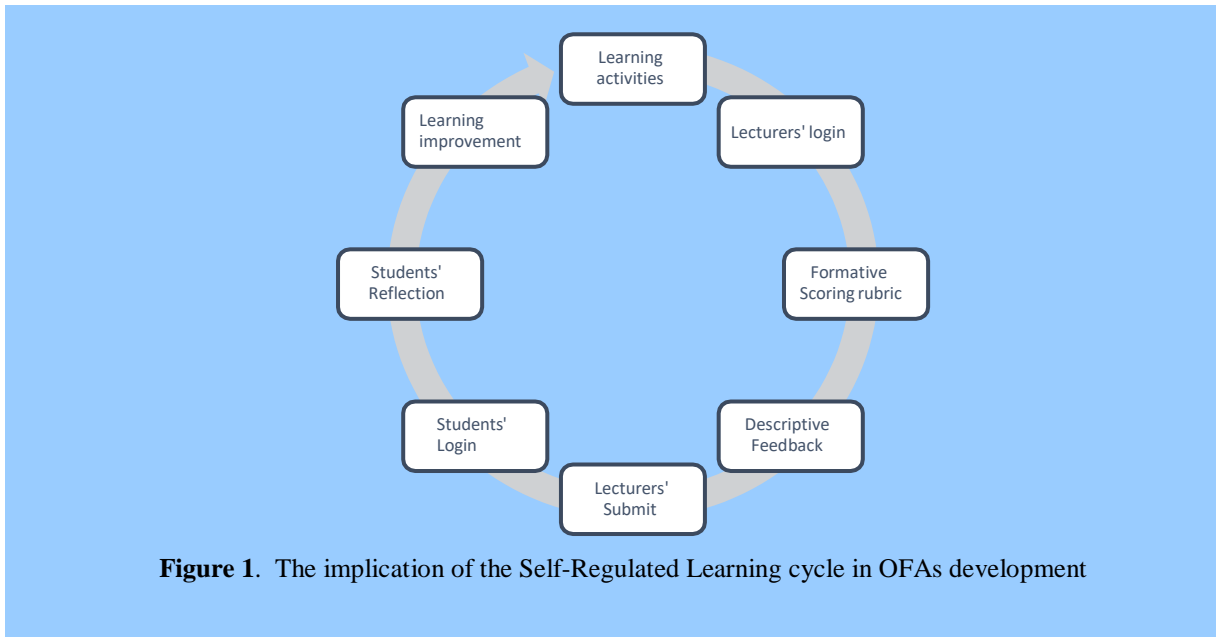 Learning
activities
Lecturers' login
Formative
Scoring rubric
Descriptive
Feedback
Lecturers'
Submit
Students'
Login
Students'
Reflection
Learning
improvement
Figure 1.  The implication of the Self-Regulated Learning cycle in OFAs development